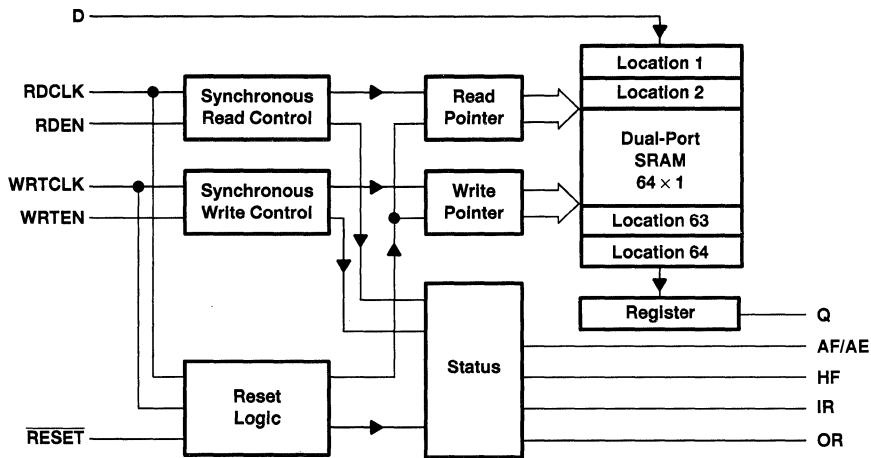 D
RDCLK
RDEN
WRTCLK
WRTEN
RESET
Synchronous
Read Control
Synchronous
Write Control
Reset
Logic
Read
Pointer
Write
Pointer
Status
Location 1
Location 2
Dual-Port
SRAM
64 × 1
Location 63
Location 64
Register
Q
AF/AE
HF
IR
OR